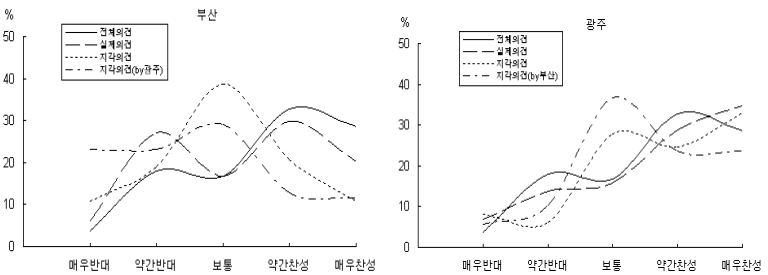 부산
%
50
40
30
20
10
0
전체의견
실제의견
지각의견
지각의견(by광주)
매우반대 약간반대 보통 약간찬성 매우찬성
광주
%
50
40
30
20
10
0
전체의견
실제의견
지각의견
지각의견(by부산)
매우반대 약간반대 보통 약간찬성 매우찬성